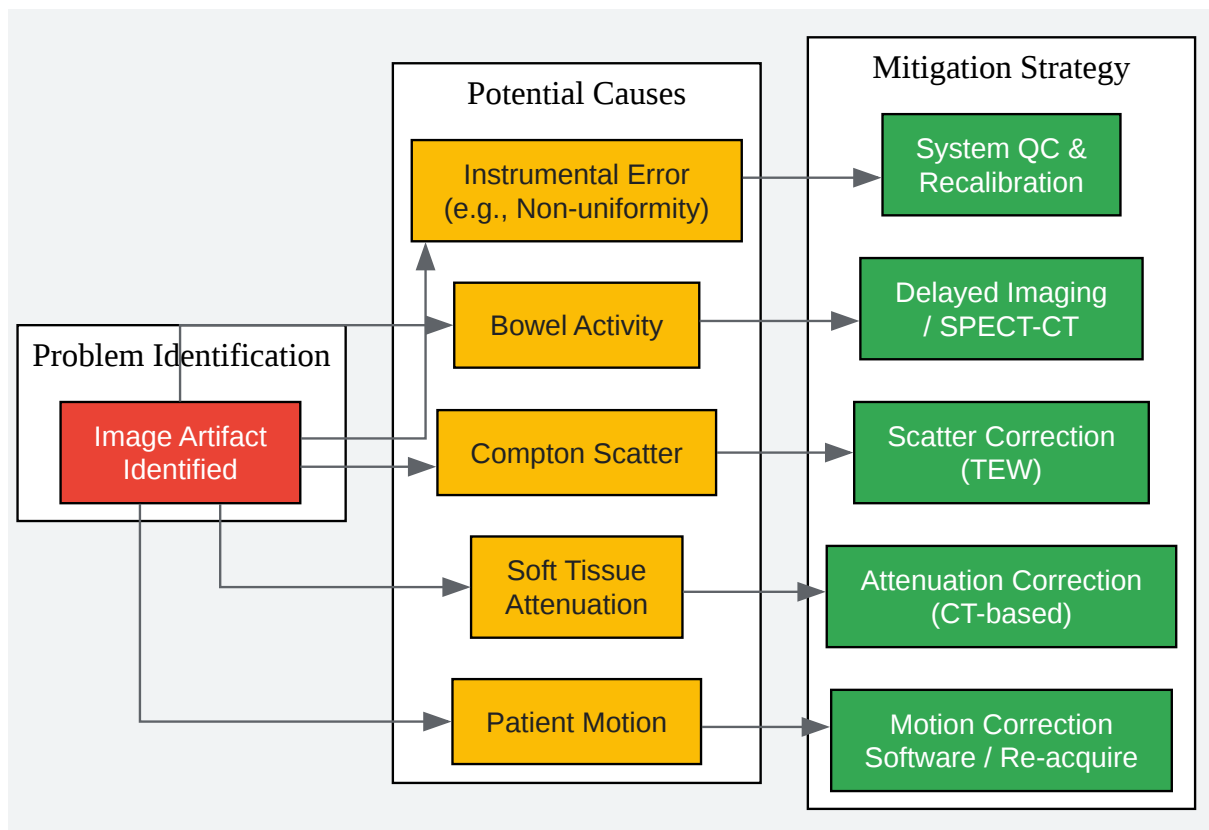 Problem Identification
Image Artifact
Identified
Potential Causes
Instrumental Error
(e.g., Non-uniformity)
Bowel Activity
Compton Scatter
Soft Tissue
Attenuation
Patient Motion
Mitigation Strategy
System QC &
Recalibration
Delayed Imaging
/ SPECT-CT
Scatter Correction
(TEW)
Attenuation Correction
(CT-based)
Motion Correction
Software / Re-acquire